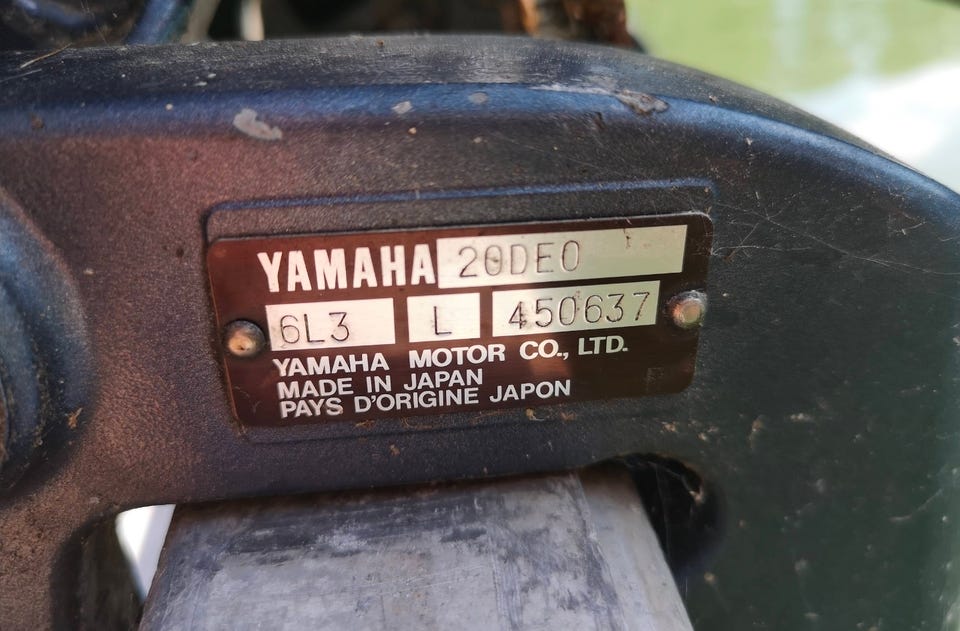 YAMAHA 20DEO
6L3 L 450637
YAMAHA MOTOR CO., LTD.
MADE IN JAPAN
PAYS D'ORIGINE JAPON